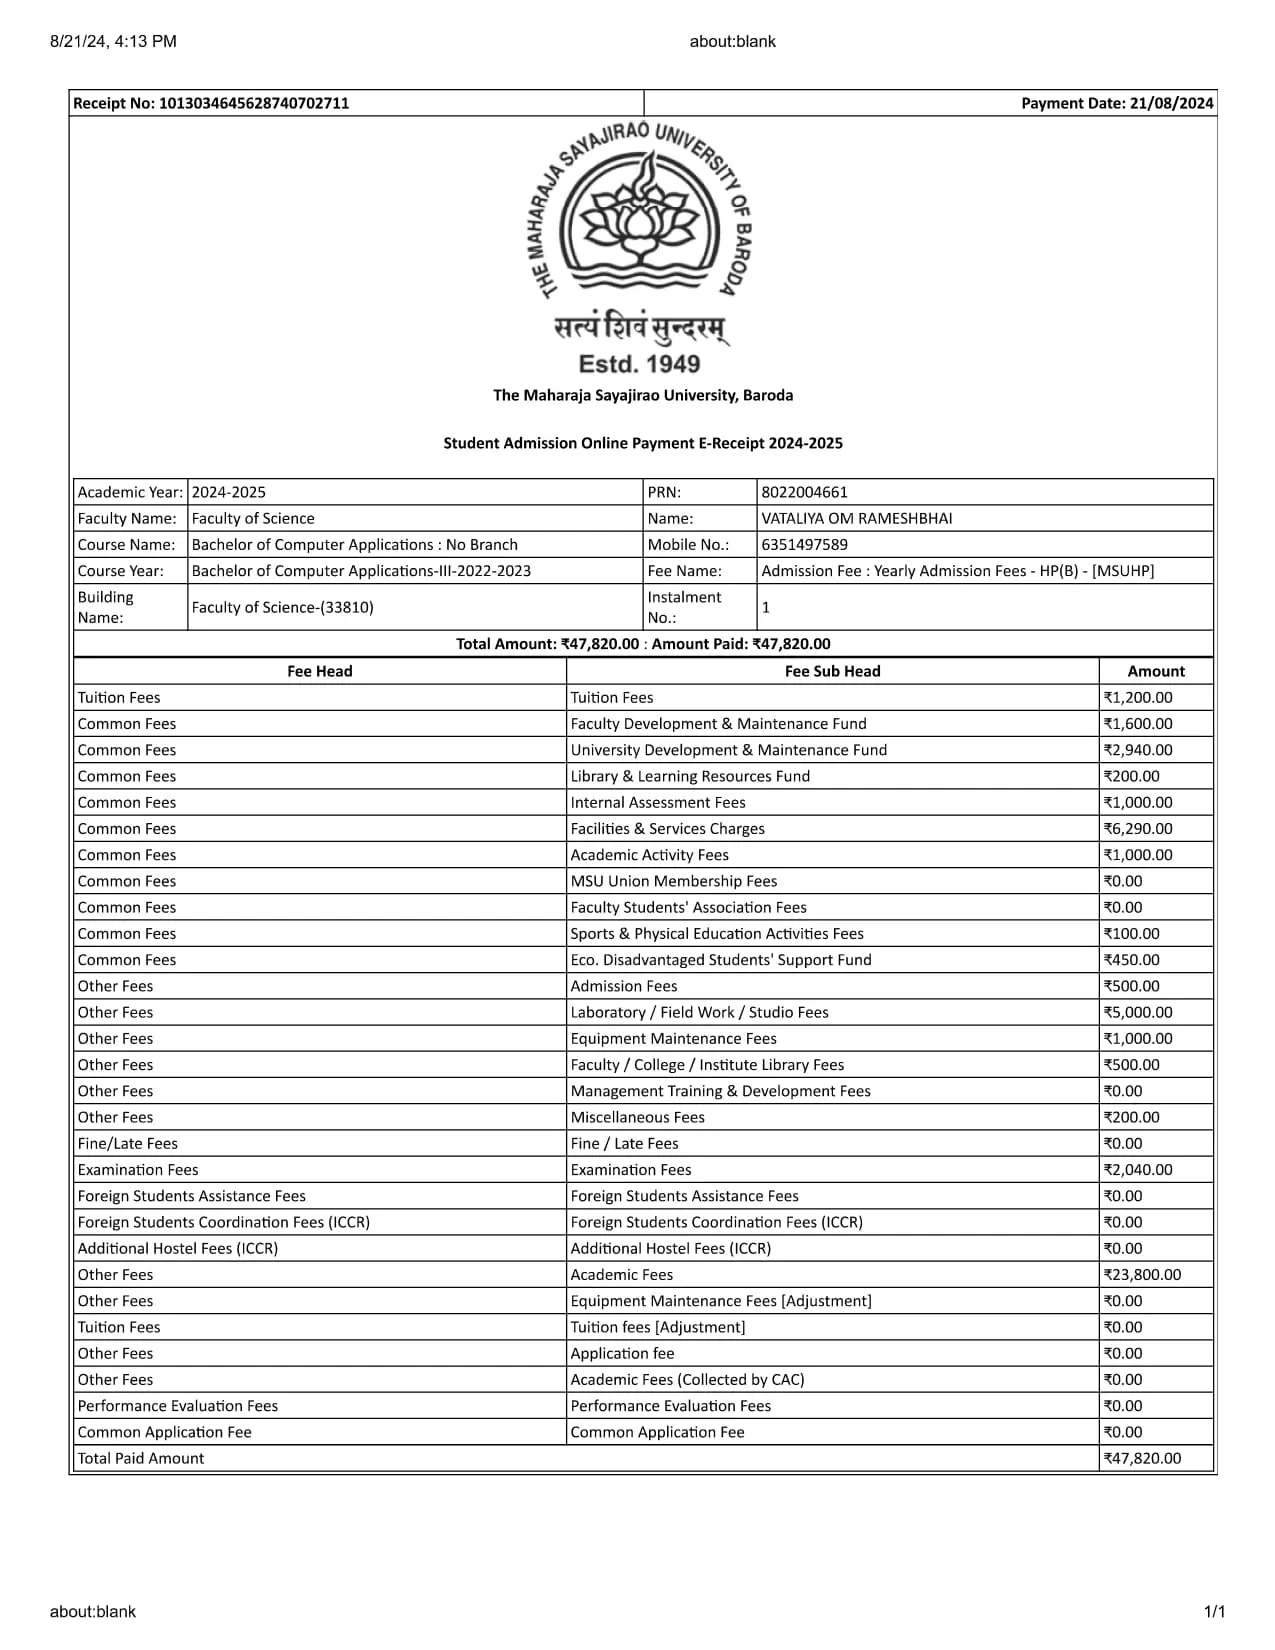 8/21/24, 4:13 PM about:blank
Receipt No: 1013034645628740702711 Payment Date: 21/08/2024
THE MAHARAJA SAYAJIRAO UNIVERSITY OF BARODA
सत्यं शिवं सुन्दरम्
Estd. 1949
The Maharaja Sayajirao University, Baroda
Student Admission Online Payment E-Receipt 2024-2025
Academic Year: 2024-2025 PRN: 8022004661
Faculty Name: Faculty of Science Name: VATALIYA OM RAMESHBHAI
Course Name: Bachelor of Computer Applications : No Branch Mobile No.: 6351497589
Course Year: Bachelor of Computer Applications-III-2022-2023 Fee Name: Admission Fee : Yearly Admission Fees - HP(B) - [MSUHP]
Building Name: Faculty of Science-(33810) Instalment No.: 1
Total Amount: ₹47,820.00 : Amount Paid: ₹47,820.00
Fee Head Fee Sub Head Amount
Tuition Fees Tuition Fees ₹1,200.00
Common Fees Faculty Development & Maintenance Fund ₹1,600.00
Common Fees University Development & Maintenance Fund ₹2,940.00
Common Fees Library & Learning Resources Fund ₹200.00
Common Fees Internal Assessment Fees ₹1,000.00
Common Fees Facilities & Services Charges ₹6,290.00
Common Fees Academic Activity Fees ₹1,000.00
Common Fees MSU Union Membership Fees ₹0.00
Common Fees Faculty Students' Association Fees ₹0.00
Common Fees Sports & Physical Education Activities Fees ₹100.00
Common Fees Eco. Disadvantaged Students' Support Fund ₹450.00
Other Fees Admission Fees ₹500.00
Other Fees Laboratory / Field Work / Studio Fees ₹5,000.00
Other Fees Equipment Maintenance Fees ₹1,000.00
Other Fees Faculty / College / Institute Library Fees ₹500.00
Other Fees Management Training & Development Fees ₹0.00
Other Fees Miscellaneous Fees ₹200.00
Fine/Late Fees Fine / Late Fees ₹0.00
Examination Fees Examination Fees ₹2,040.00
Foreign Students Assistance Fees Foreign Students Assistance Fees ₹0.00
Foreign Students Coordination Fees (ICCR) Foreign Students Coordination Fees (ICCR) ₹0.00
Additional Hostel Fees (ICCR) Additional Hostel Fees (ICCR) ₹0.00
Other Fees Academic Fees ₹23,800.00
Other Fees Equipment Maintenance Fees [Adjustment] ₹0.00
Tuition Fees Tuition fees [Adjustment] ₹0.00
Other Fees Application fee ₹0.00
Other Fees Academic Fees (Collected by CAC) ₹0.00
Performance Evaluation Fees Performance Evaluation Fees ₹0.00
Common Application Fee Common Application Fee ₹0.00
Total Paid Amount ₹47,820.00
about:blank 1/1